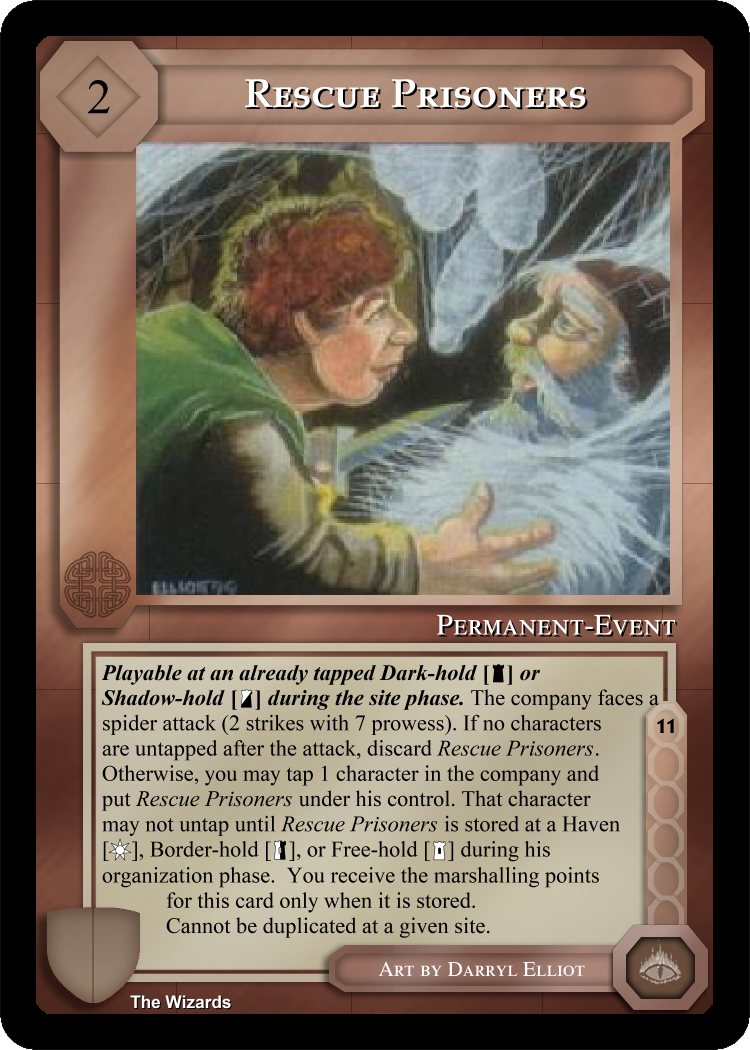 2
Rescue Prisoners
ELLIOTT
Permanent-Event
Playable at an already tapped Dark-hold [] or
Shadow-hold [] during the site phase. The company faces a
spider attack (2 strikes with 7 prowess). If no characters
are untapped after the attack, discard Rescue Prisoners.
Otherwise, you may tap 1 character in the company and
put Rescue Prisoners under his control. That character
may not untap until Rescue Prisoners is stored at a Haven
[], Border-hold [], or Free-hold [] during his
organization phase. You receive the marshalling points
for this card only when it is stored.
Cannot be duplicated at a given site.
11
Art by Darryl Elliot
The Wizards